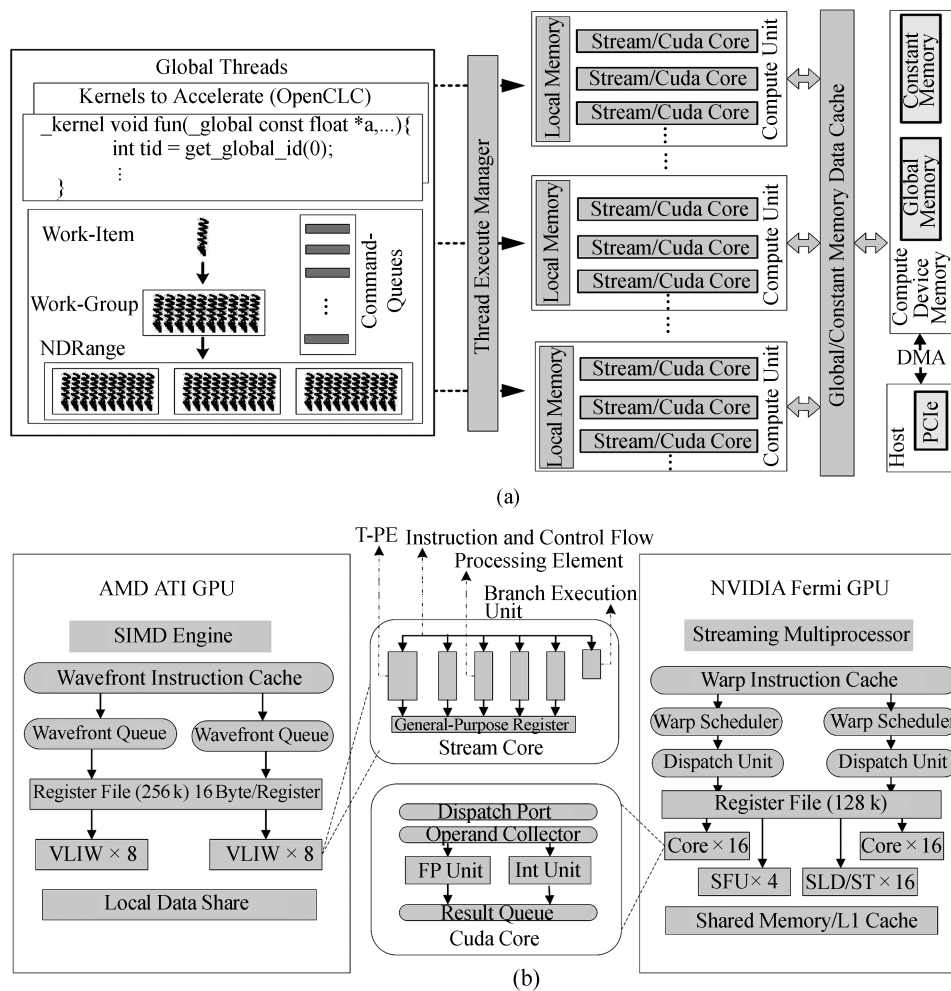 Global Threads
Kernels to Accelerate (OpenCLC)
_kernel void fun(_global const float *a,...){
int tid = get_global_id(0);
⋮
}
Work-Item
Work-Group
NDRange
Command-
Queues
Thread Execute Manager
Local Memory
Stream/Cuda Core
Stream/Cuda Core
Stream/Cuda Core
Compute Unit
Local Memory
Stream/Cuda Core
Stream/Cuda Core
Stream/Cuda Core
Compute Unit
Local Memory
Stream/Cuda Core
Stream/Cuda Core
Stream/Cuda Core
Compute Unit
Global/Constant Memory Data Cache
Constant
Memory
Global
Memory
Compute
Device
Memory
DMA
Host
PCIe
(a)
AMD ATI GPU
SIMD Engine
Wavefront Instruction Cache
Wavefront Queue
Wavefront Queue
Register File (256 k) 16 Byte/Register
VLIW × 8
VLIW × 8
Local Data Share
T-PE
Instruction and Control Flow
Processing Element
Branch Execution
Unit
General-Purpose Register
Stream Core
Dispatch Port
Operand Collector
FP Unit
Int Unit
Result Queue
Cuda Core
NVIDIA Fermi GPU
Streaming Multiprocessor
Warp Instruction Cache
Warp Scheduler
Warp Scheduler
Dispatch Unit
Dispatch Unit
Register File (128 k)
Core × 16
Core × 16
SFU × 4
SLD/ST × 16
Shared Memory/L1 Cache
(b)